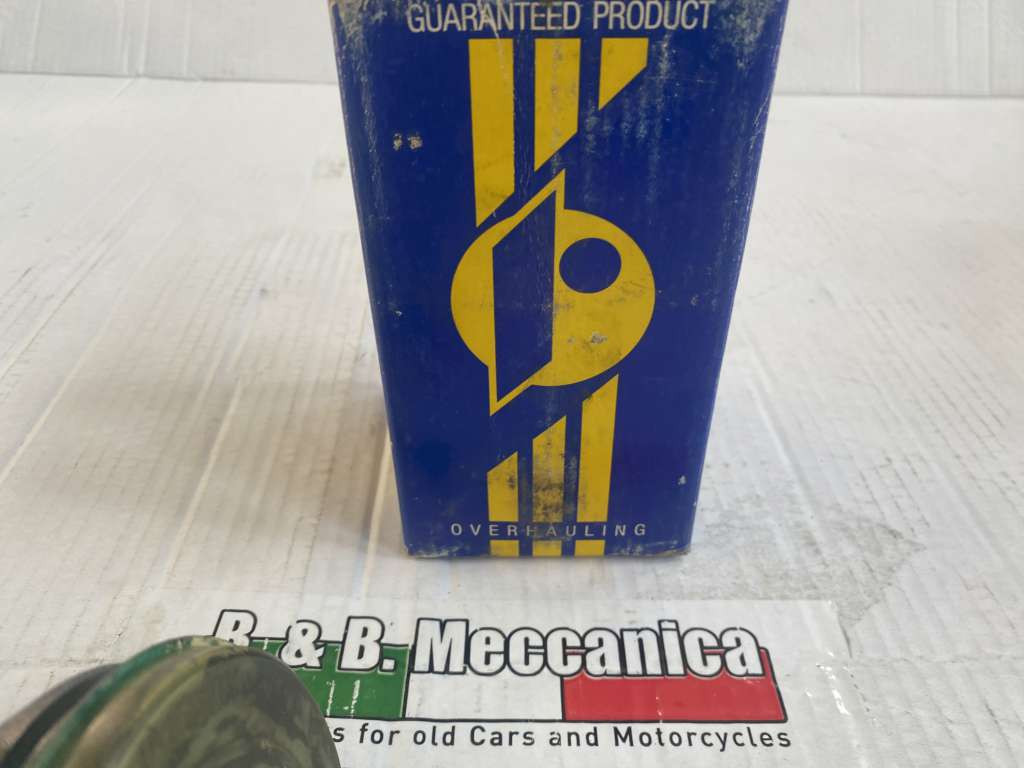 GUARANTEED PRODUCT
OVERHAULING
B. & B. Meccanica
for old Cars and Motorcycles